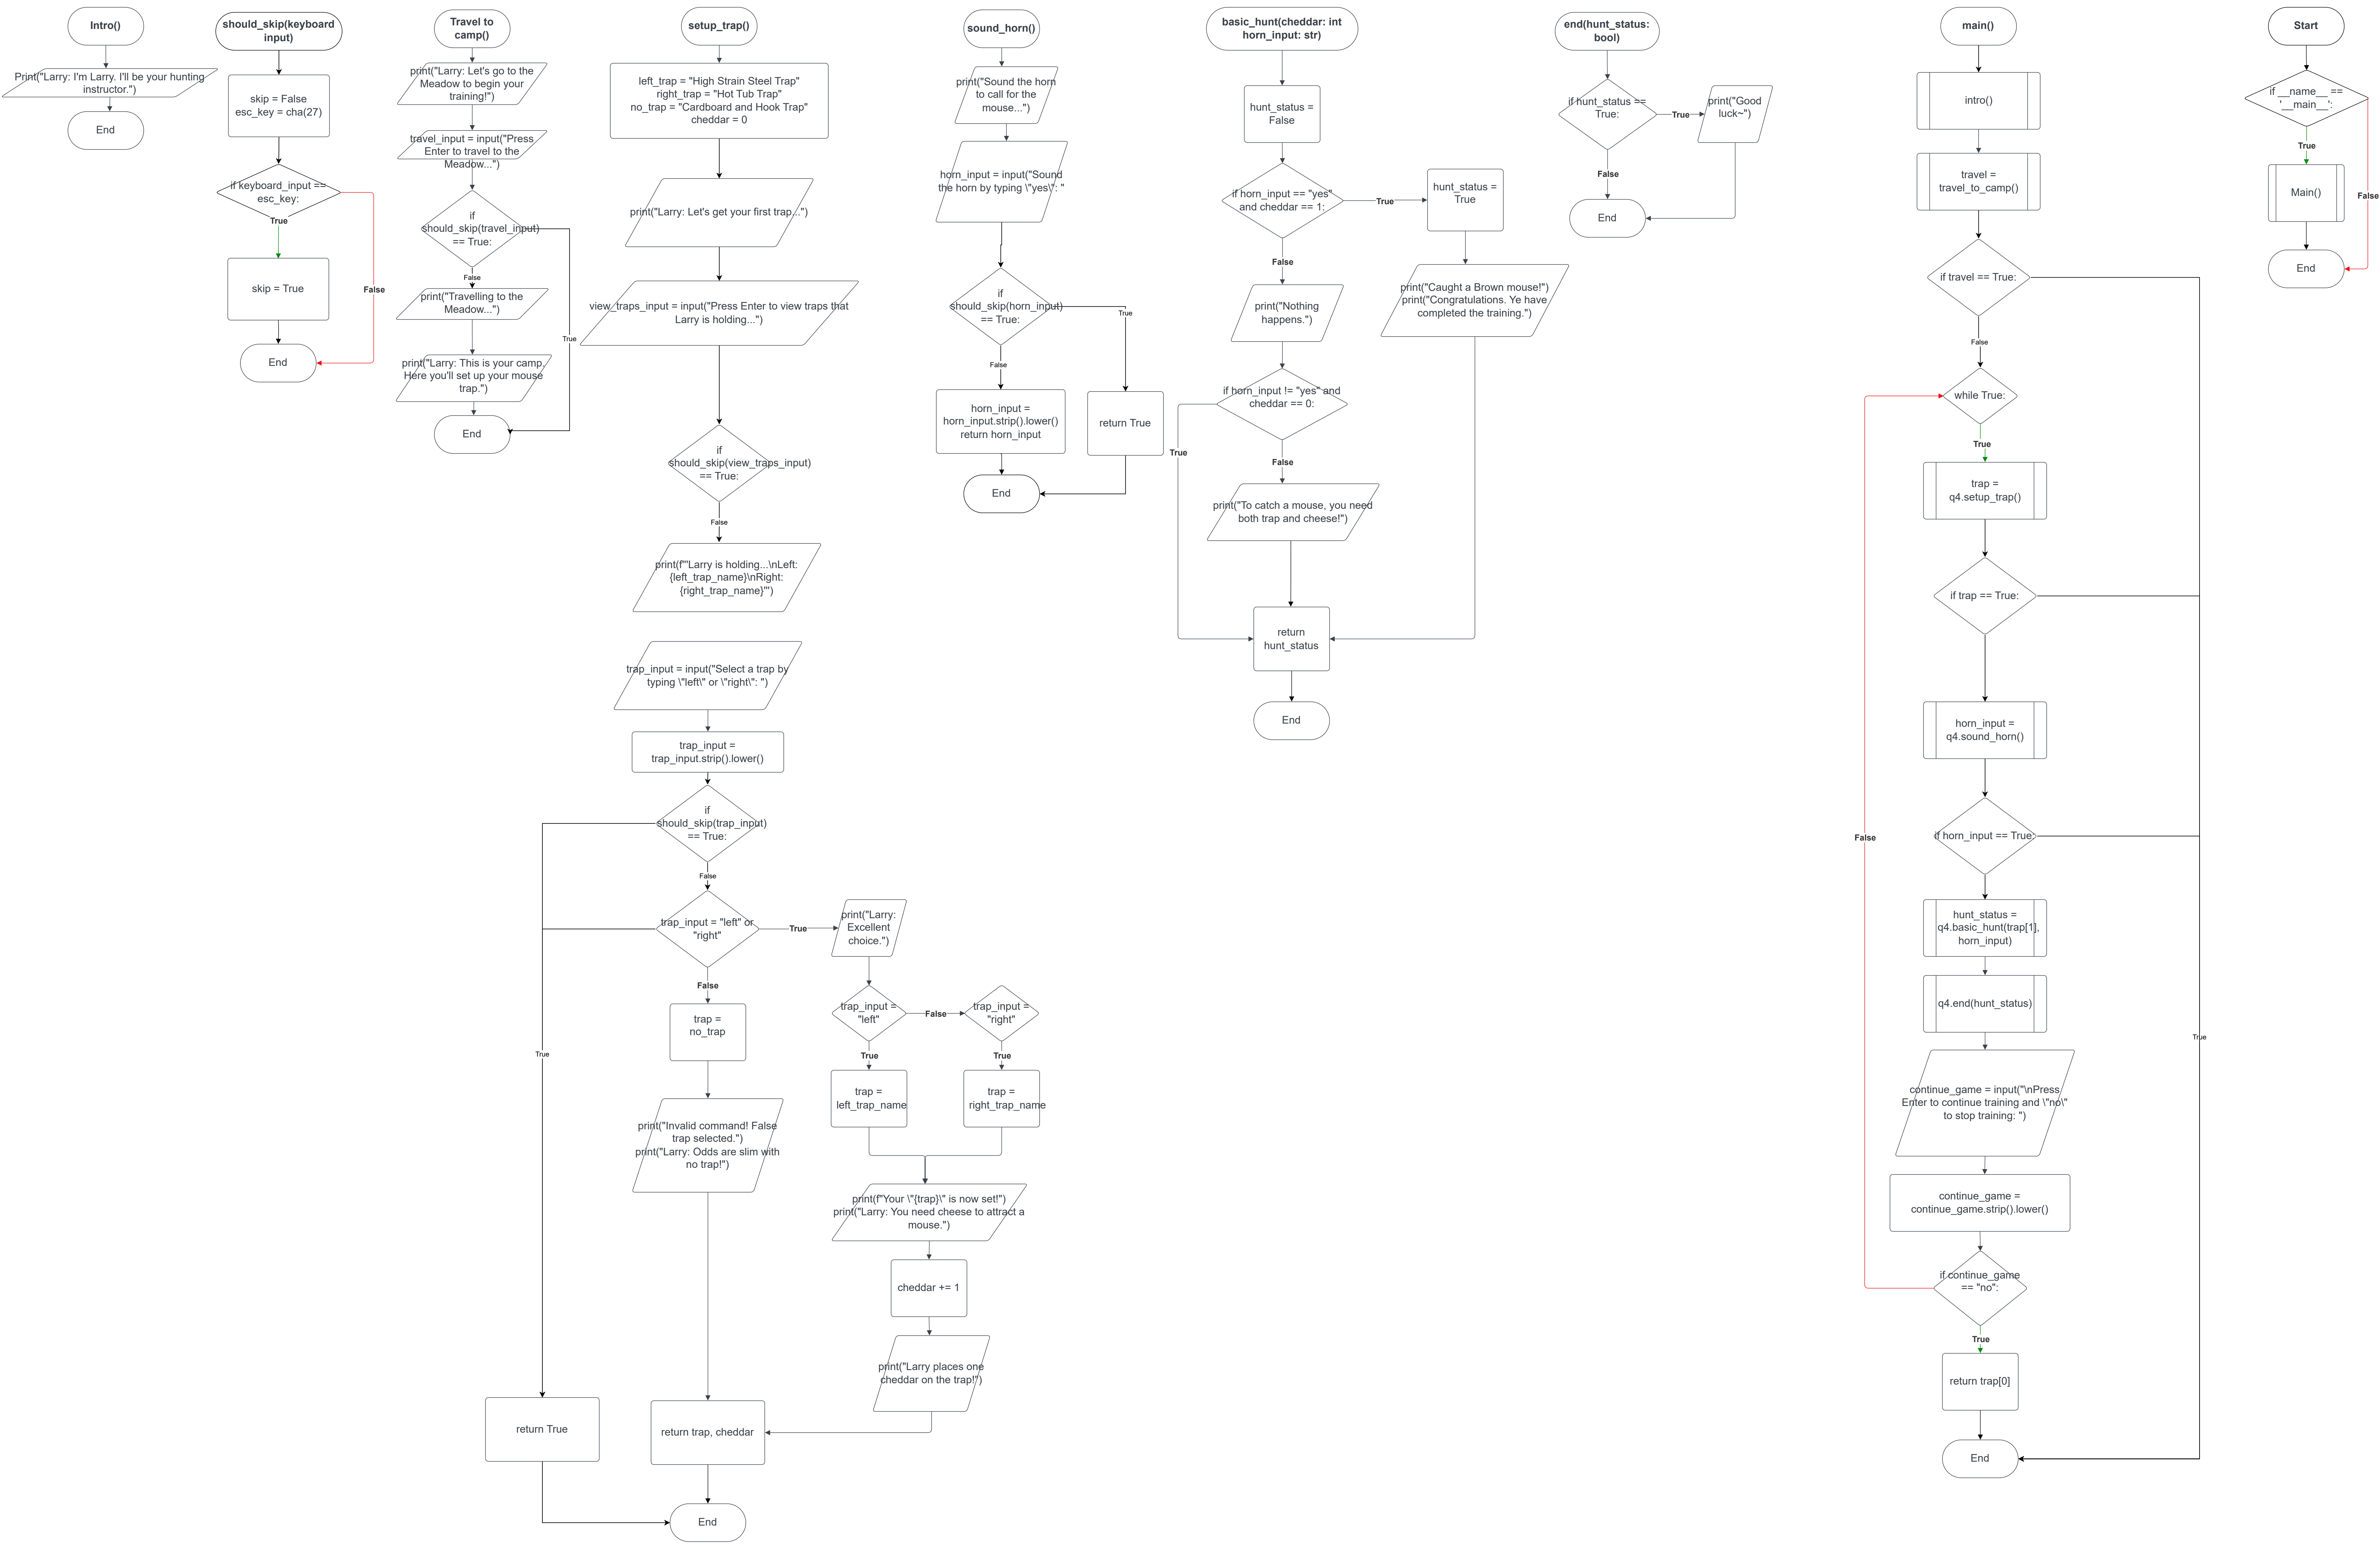 Intro()
Print("Larry: I'm Larry. I'll be your hunting
instructor.")
End
should_skip(keyboard
input)
skip = False
esc_key = cha(27)
if keyboard_input ==
esc_key:
True
False
skip = True
End
Travel to
camp()
print("Larry: Let's go to the
Meadow to begin your
training!")
travel_input = input("Press
Enter to travel to the
Meadow...")
if
should_skip(travel_input)
== True:
False
True
print("Travelling to the
Meadow...")
print("Larry: This is your camp.
Here you'll set up your mouse
trap.")
End
setup_trap()
left_trap = "High Strain Steel Trap"
right_trap = "Hot Tub Trap"
no_trap = "Cardboard and Hook Trap"
cheddar = 0
print("Larry: Let's get your first trap...")
view_traps_input = input("Press Enter to view traps that
Larry is holding...")
if
should_skip(view_traps_input)
== True:
False
print(f'"Larry is holding...\nLeft:
{left_trap_name}\nRight:
{right_trap_name}'")
trap_input = input("Select a trap by
typing \"left\" or \"right\": ")
trap_input =
trap_input.strip().lower()
if
should_skip(trap_input)
== True:
False
trap_input = "left" or
"right"
True
False
print("Larry:
Excellent
choice.")
trap =
no_trap
trap_input =
"left"
False
trap_input =
"right"
True
True
True
trap =
left_trap_name
trap =
right_trap_name
print("Invalid command! False
trap selected.")
print("Larry: Odds are slim with
no trap!")
print(f"Your \"{trap}\" is now set!")
print("Larry: You need cheese to attract a
mouse.")
cheddar += 1
print("Larry places one
cheddar on the trap!")
return True
return trap, cheddar
End
sound_horn()
print("Sound the horn
to call for the
mouse...")
horn_input = input("Sound
the horn by typing \"yes\": "
if
should_skip(horn_input)
== True:
True
False
horn_input =
horn_input.strip().lower()
return horn_input
return True
End
basic_hunt(cheddar: int
horn_input: str)
hunt_status =
False
if horn_input == "yes"
and cheddar == 1:
True
hunt_status =
True
False
print("Nothing
happens.")
print("Caught a Brown mouse!")
print("Congratulations. Ye have
completed the training.")
if horn_input != "yes" and
cheddar == 0:
True
False
print("To catch a mouse, you need
both trap and cheese!")
return
hunt_status
End
end(hunt_status:
bool)
if hunt_status ==
True:
True
print("Good
luck~")
False
End
main()
intro()
travel =
travel_to_camp()
if travel == True:
False
while True:
True
trap =
q4.setup_trap()
if trap == True:
horn_input =
q4.sound_horn()
False
if horn_input == True:
hunt_status =
q4.basic_hunt(trap[1],
horn_input)
q4.end(hunt_status)
True
continue_game = input("\nPress
Enter to continue training and \"no\"
to stop training: ")
continue_game =
continue_game.strip().lower()
if continue_game
== "no":
True
return trap[0]
End
Start
if __name__ ==
'__main__':
True
False
Main()
End